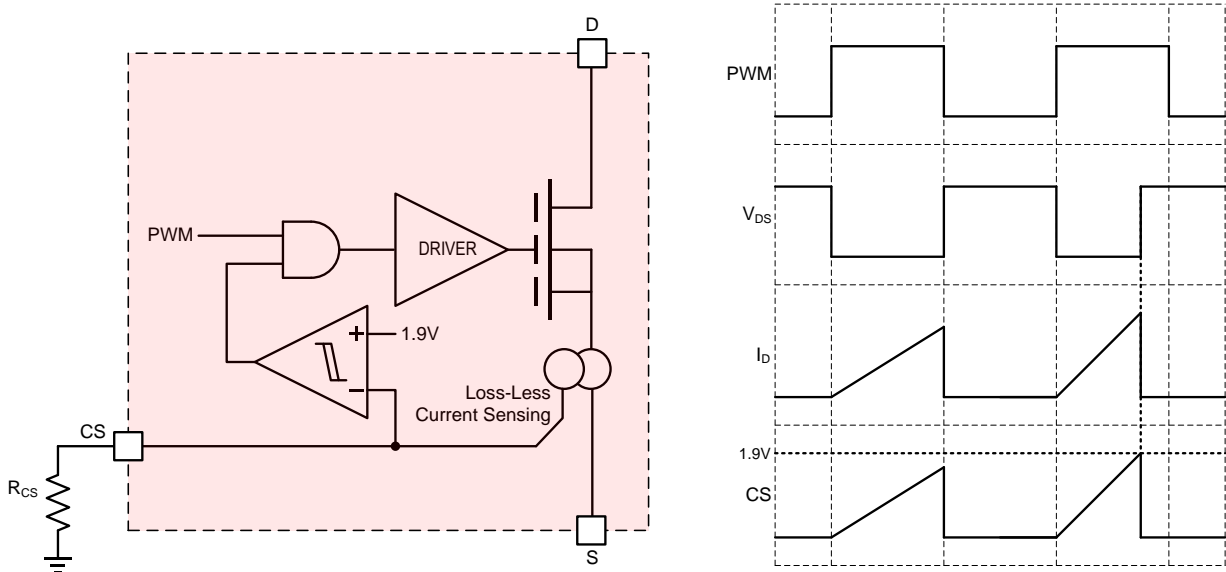 D
PWM
DRIVER
+
1.9V
−
Loss-Less
Current Sensing
CS
RCS
S
PWM
VDS
ID
1.9V
CS